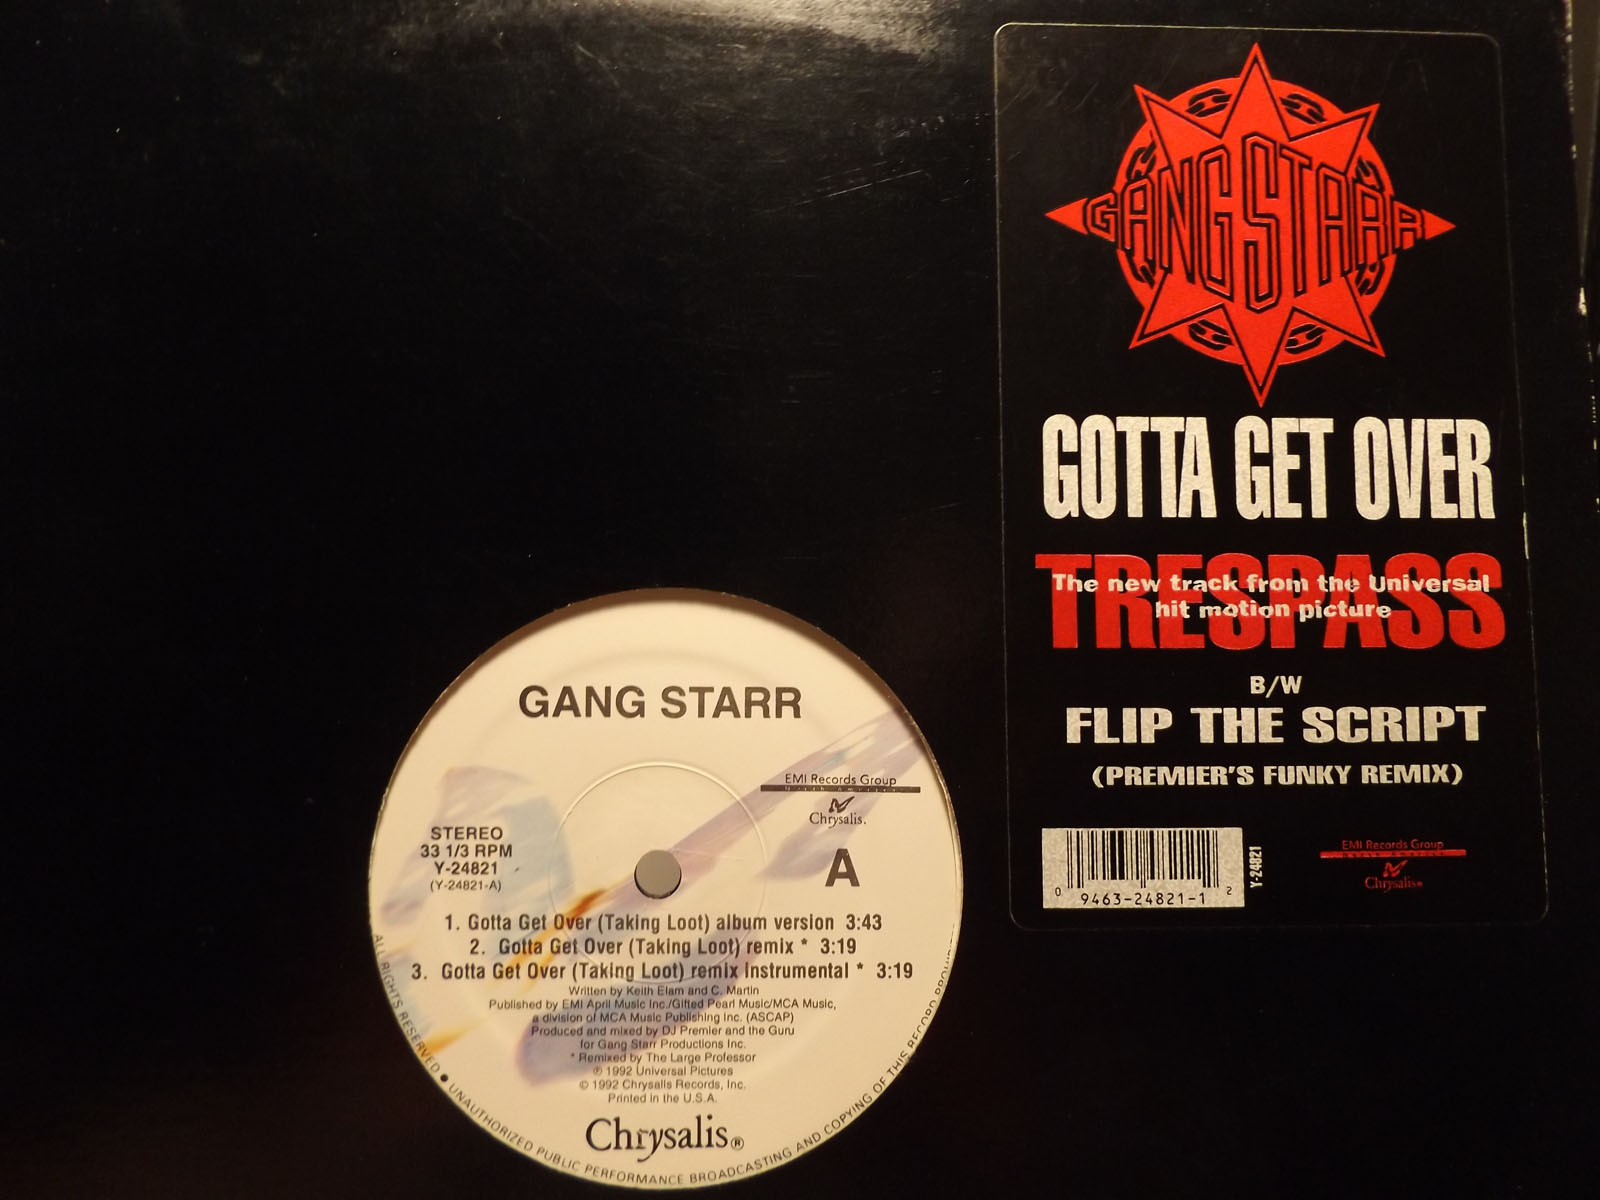 GANG STARR
GOTTA GET OVER
The new track from the Universal
hit motion picture
TRESPASS
B/W
FLIP THE SCRIPT
(PREMIER'S FUNKY REMIX)
0 9463-24821-1 2
Y-24821
EMI Records Group
North America
Chrysalis®
GANG STARR
EMI Records Group
North America
Chrysalis.
STEREO
33 1/3 RPM
Y-24821
(Y-24821-A)
A
1. Gotta Get Over (Taking Loot) album version 3:43
2. Gotta Get Over (Taking Loot) remix * 3:19
3. Gotta Get Over (Taking Loot) remix instrumental * 3:19
Written by Keith Elam and C. Martin
Published by EMI April Music Inc./Gifted Pearl Music/MCA Music,
a division of MCA Music Publishing Inc. (ASCAP)
Produced and mixed by DJ Premier and the Guru
for Gang Starr Productions Inc.
* Remixed by The Large Professor
℗ 1992 Universal Pictures
© 1992 Chrysalis Records, Inc.
Printed in the U.S.A.
Chrysalis®
ALL RIGHTS RESERVED ● UNAUTHORIZED PUBLIC PERFORMANCE BROADCASTING AND COPYING OF THIS RECORD